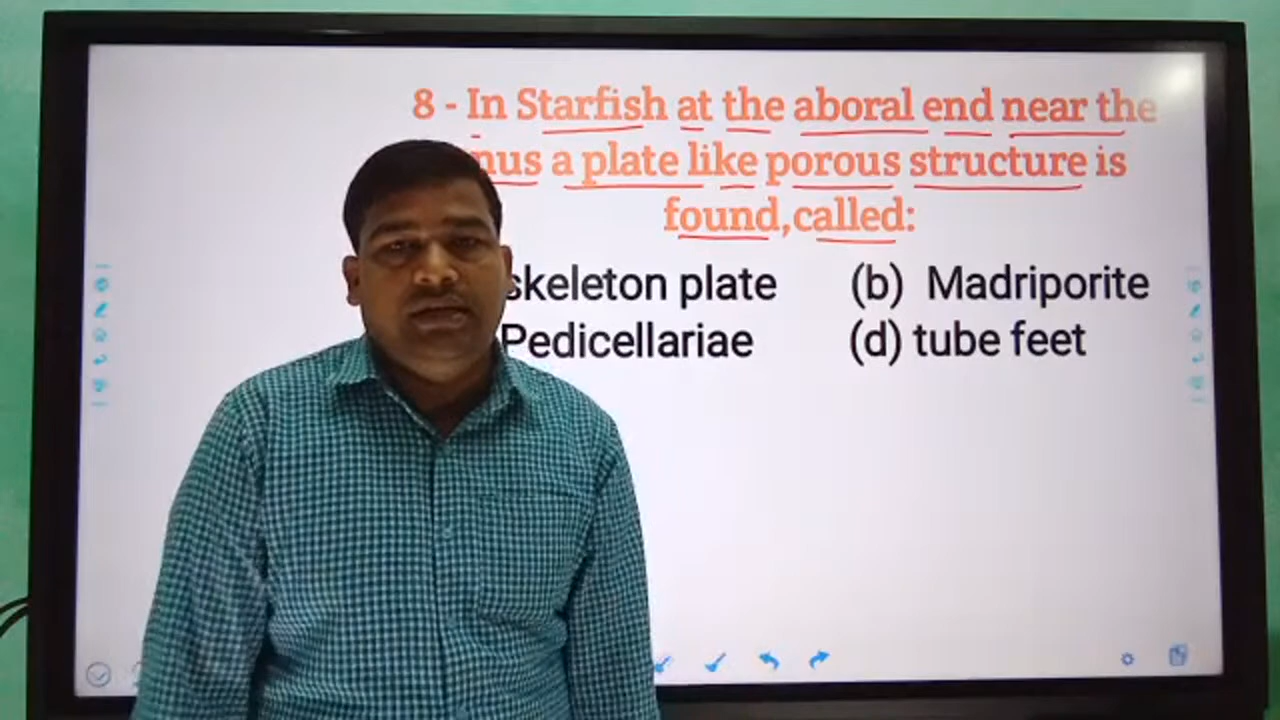 8 - In Starfish at the aboral end near the
nus a plate like porous structure is
found,called:
skeleton plate (b) Madriporite
Pedicellariae (d) tube feet